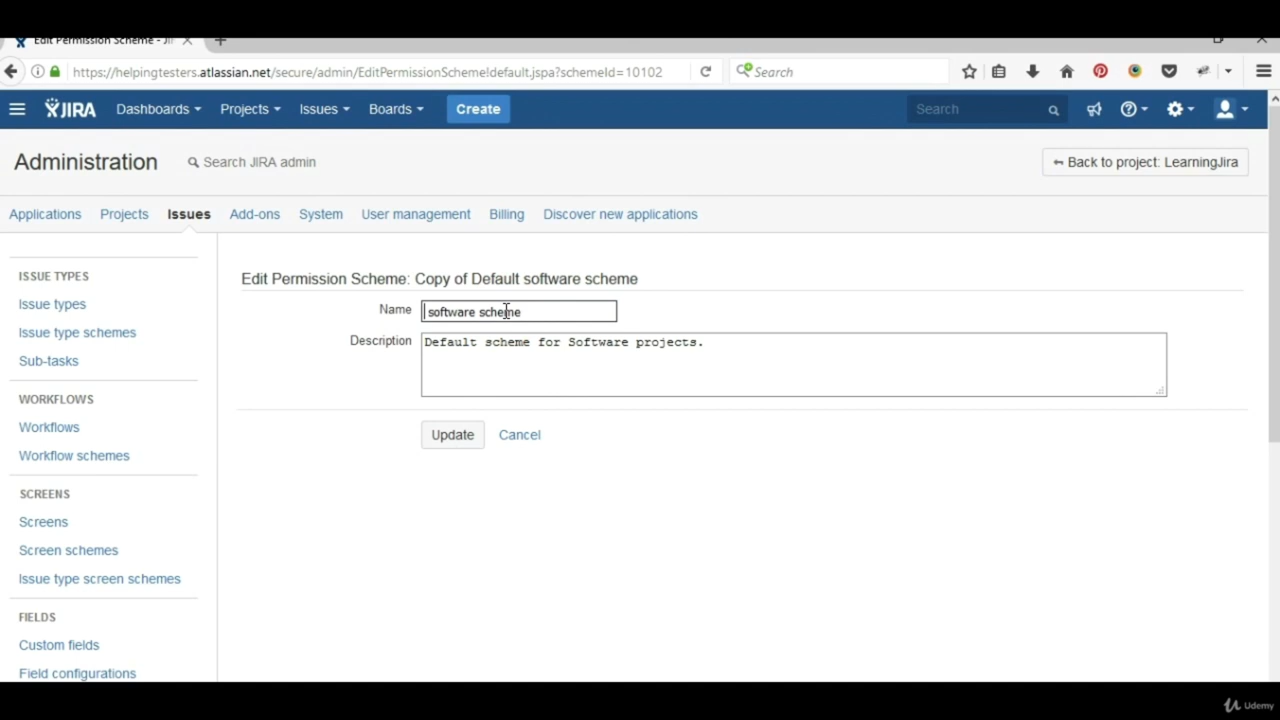 Edit Permission Scheme - JI
https://helpingtesters.atlassian.net/secure/admin/EditPermissionScheme!default.jspa?schemeId=10102
Search
JIRA Dashboards Projects Issues Boards Create Search
Administration Search JIRA admin Back to project: LearningJira
Applications Projects Issues Add-ons System User management Billing Discover new applications
ISSUE TYPES
Issue types
Issue type schemes
Sub-tasks
WORKFLOWS
Workflows
Workflow schemes
SCREENS
Screens
Screen schemes
Issue type screen schemes
FIELDS
Custom fields
Field configurations
Edit Permission Scheme: Copy of Default software scheme
Name software scheme
Description Default scheme for Software projects.
Update Cancel
Udemy